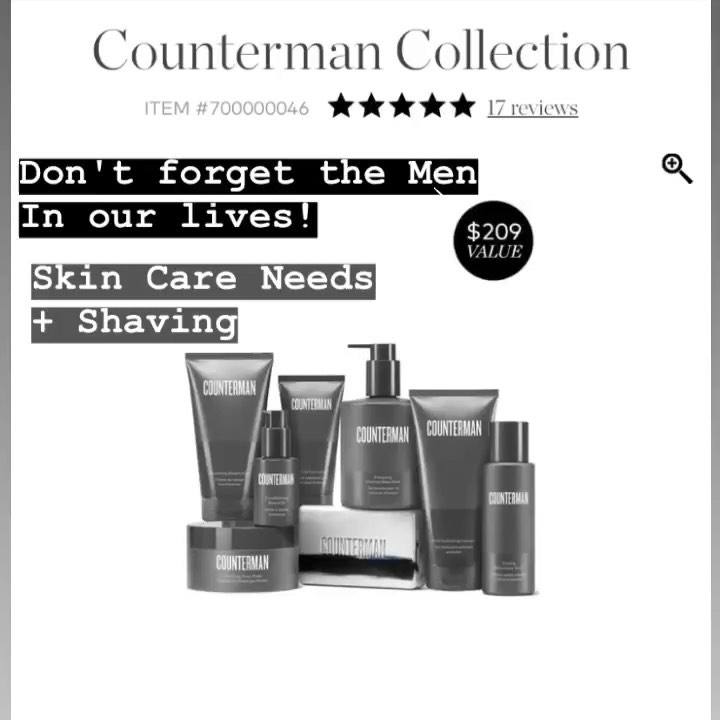 Counterman Collection
ITEM #700000046 ★★★★★ 17 reviews
Don't forget the Men
In our lives!
$209
VALUE
Skin Care Needs
+ Shaving
COUNTERMAN
COUNTERMAN
COUNTERMAN
COUNTERMAN
COUNTERMAN
COUNTERMAN
COUNTERMAN
COUNTERMAN